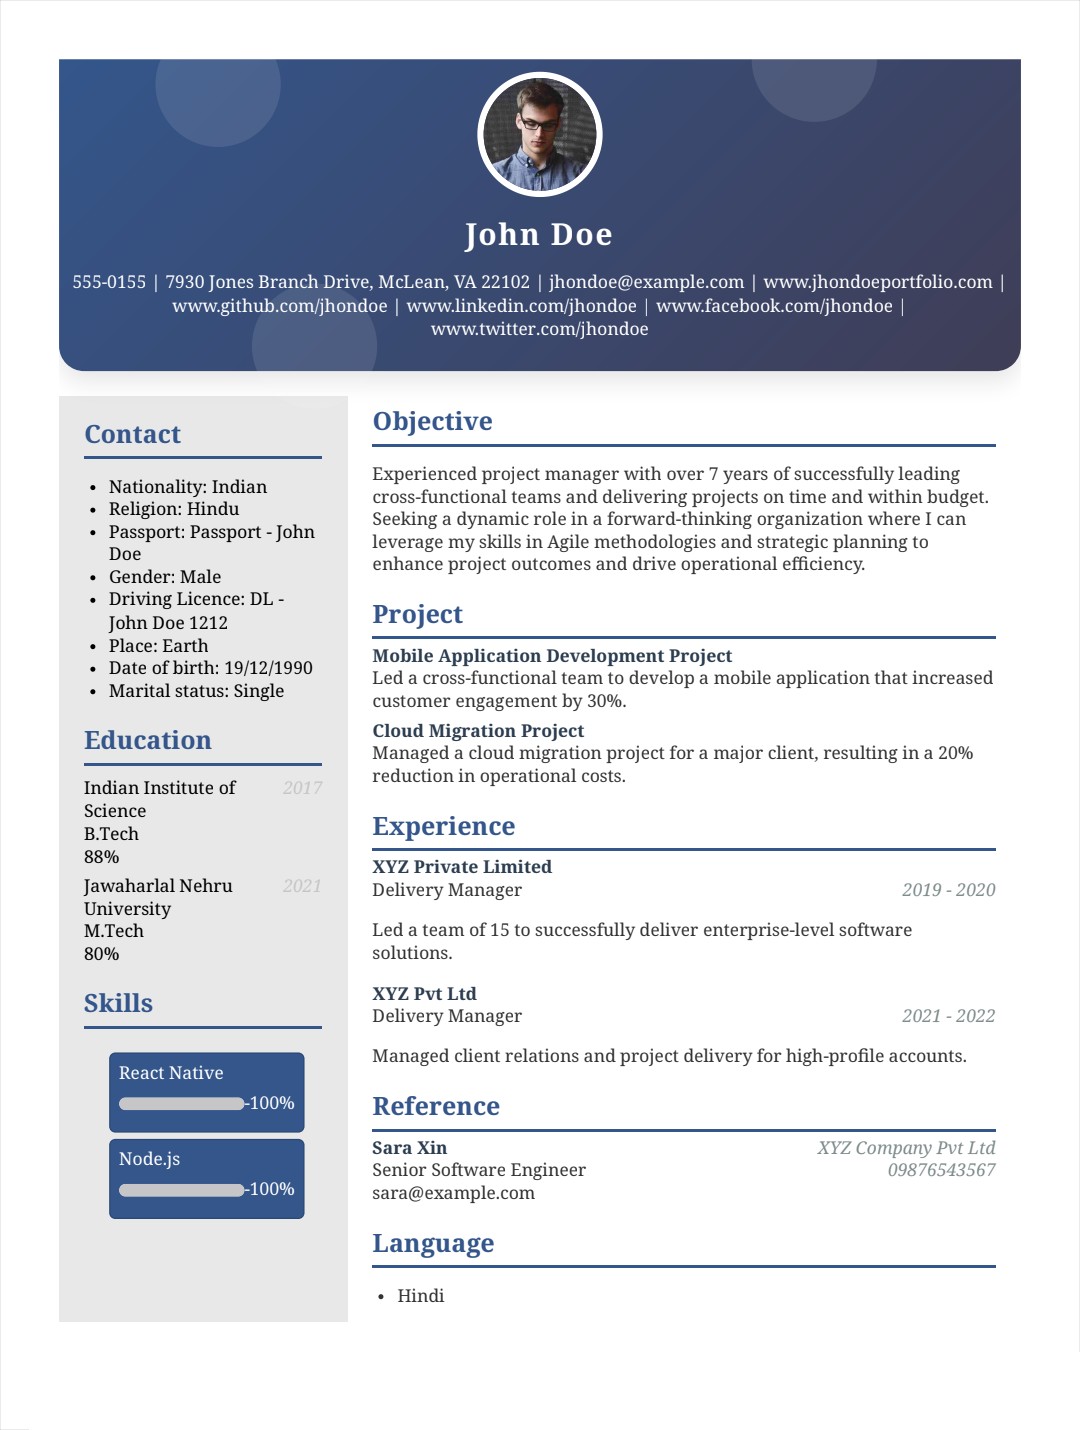 John Doe
555-0155 | 7930 Jones Branch Drive, McLean, VA 22102 | jhondoe@example.com | www.jhondoeportfolio.com |
www.github.com/jhondoe | www.linkedin.com/jhondoe | www.facebook.com/jhondoe |
www.twitter.com/jhondoe
Contact
• Nationality: Indian
• Religion: Hindu
• Passport: Passport - John
Doe
• Gender: Male
• Driving Licence: DL -
John Doe 1212
• Place: Earth
• Date of birth: 19/12/1990
• Marital status: Single
Education
Indian Institute of 2017
Science
B.Tech
88%
Jawaharlal Nehru 2021
University
M.Tech
80%
Skills
React Native
-100%
Node.js
-100%
Objective
Experienced project manager with over 7 years of successfully leading
cross-functional teams and delivering projects on time and within budget.
Seeking a dynamic role in a forward-thinking organization where I can
leverage my skills in Agile methodologies and strategic planning to
enhance project outcomes and drive operational efficiency.
Project
Mobile Application Development Project
Led a cross-functional team to develop a mobile application that increased
customer engagement by 30%.
Cloud Migration Project
Managed a cloud migration project for a major client, resulting in a 20%
reduction in operational costs.
Experience
XYZ Private Limited
Delivery Manager 2019 - 2020
Led a team of 15 to successfully deliver enterprise-level software
solutions.
XYZ Pvt Ltd
Delivery Manager 2021 - 2022
Managed client relations and project delivery for high-profile accounts.
Reference
Sara Xin XYZ Company Pvt Ltd
Senior Software Engineer 09876543567
sara@example.com
Language
• Hindi